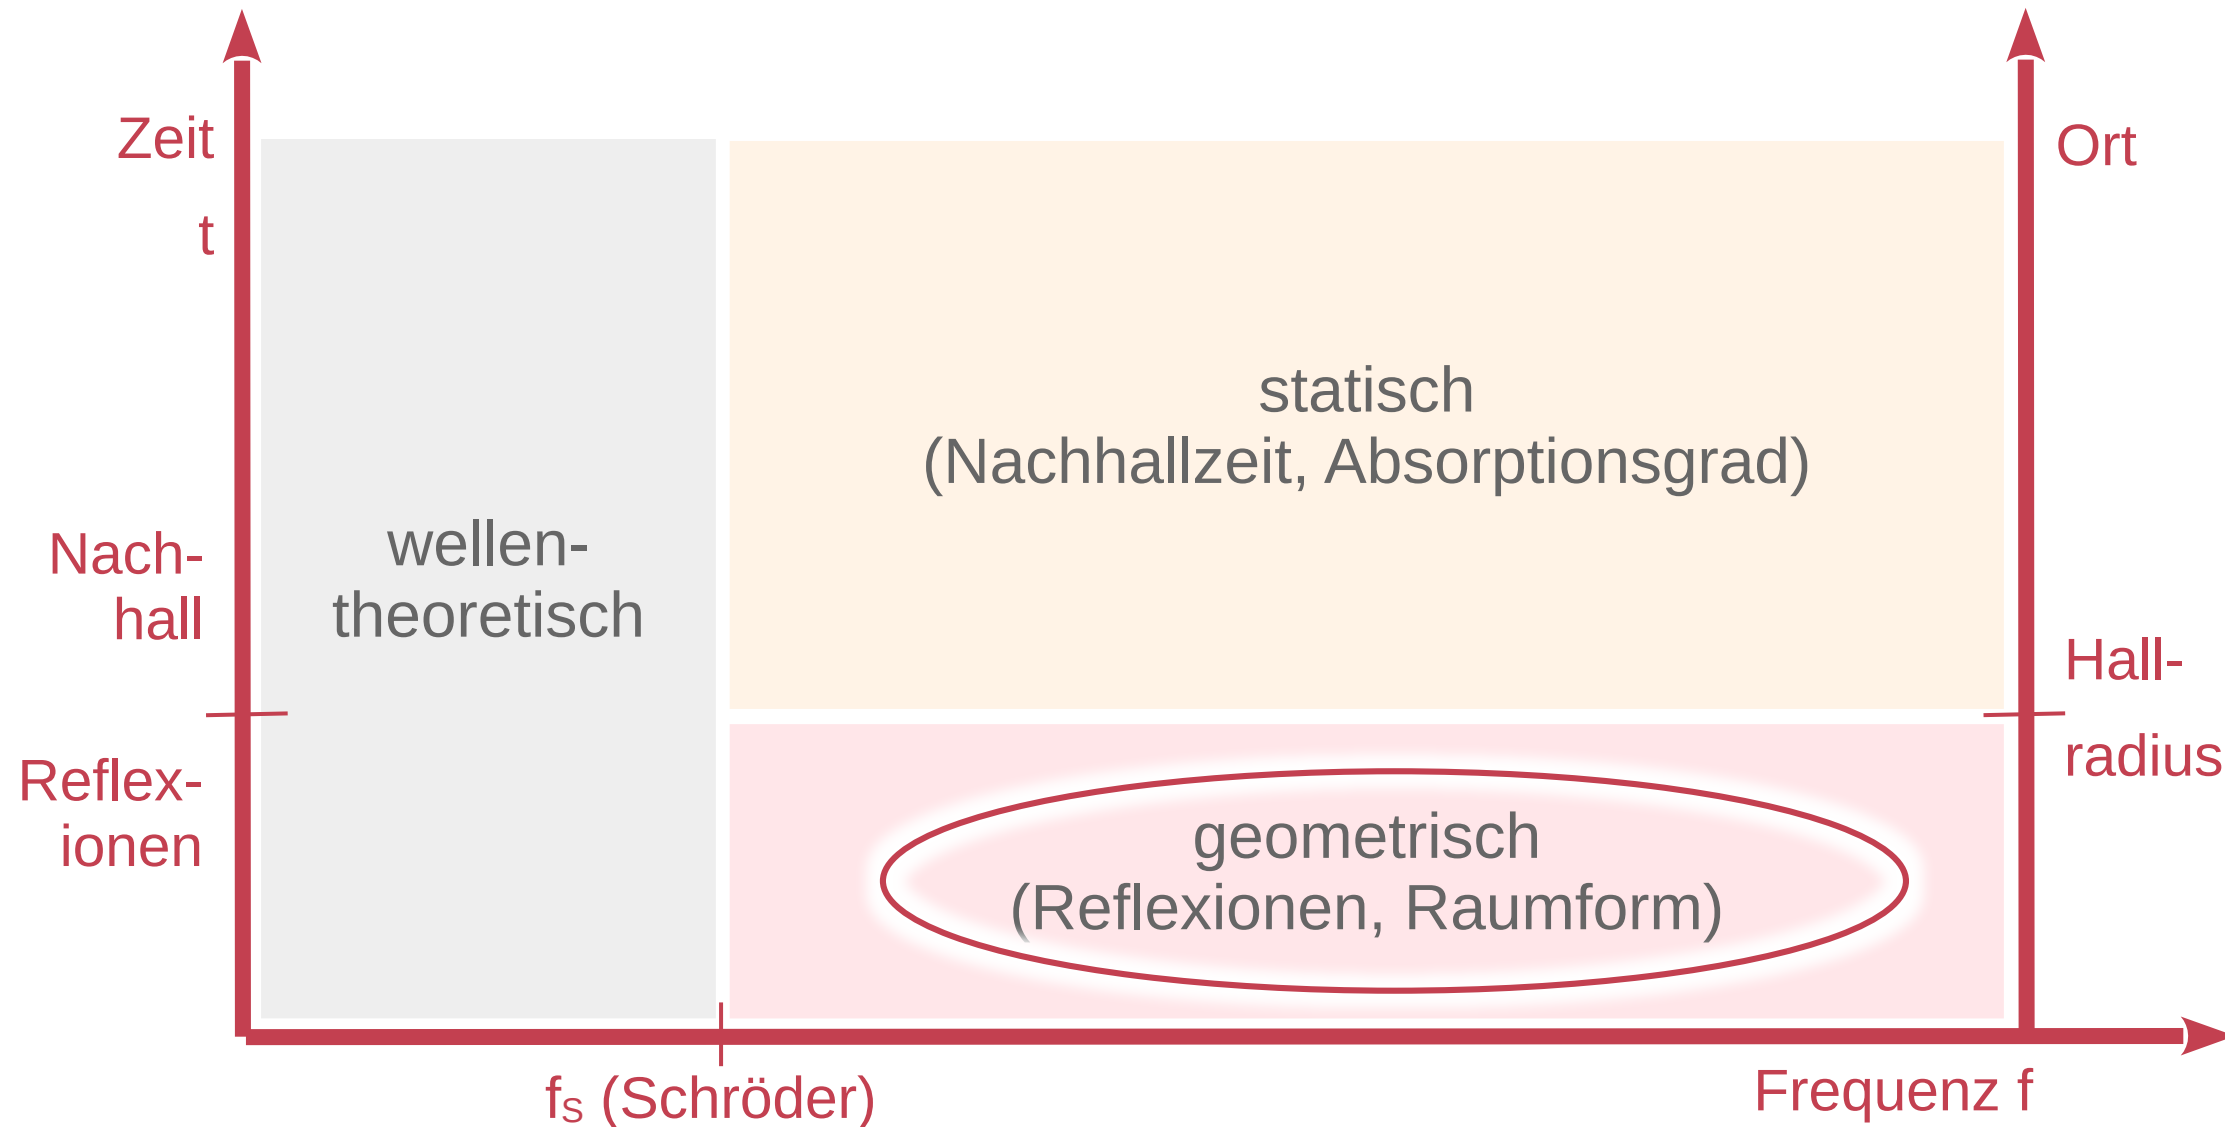 Zeit
t
Ort
statisch
(Nachhallzeit, Absorptionsgrad)
wellen-
theoretisch
Nach-
hall
Hall-
radius
Reflex-
ionen
geometrisch
(Reflexionen, Raumform)
fS (Schröder)
Frequenz f